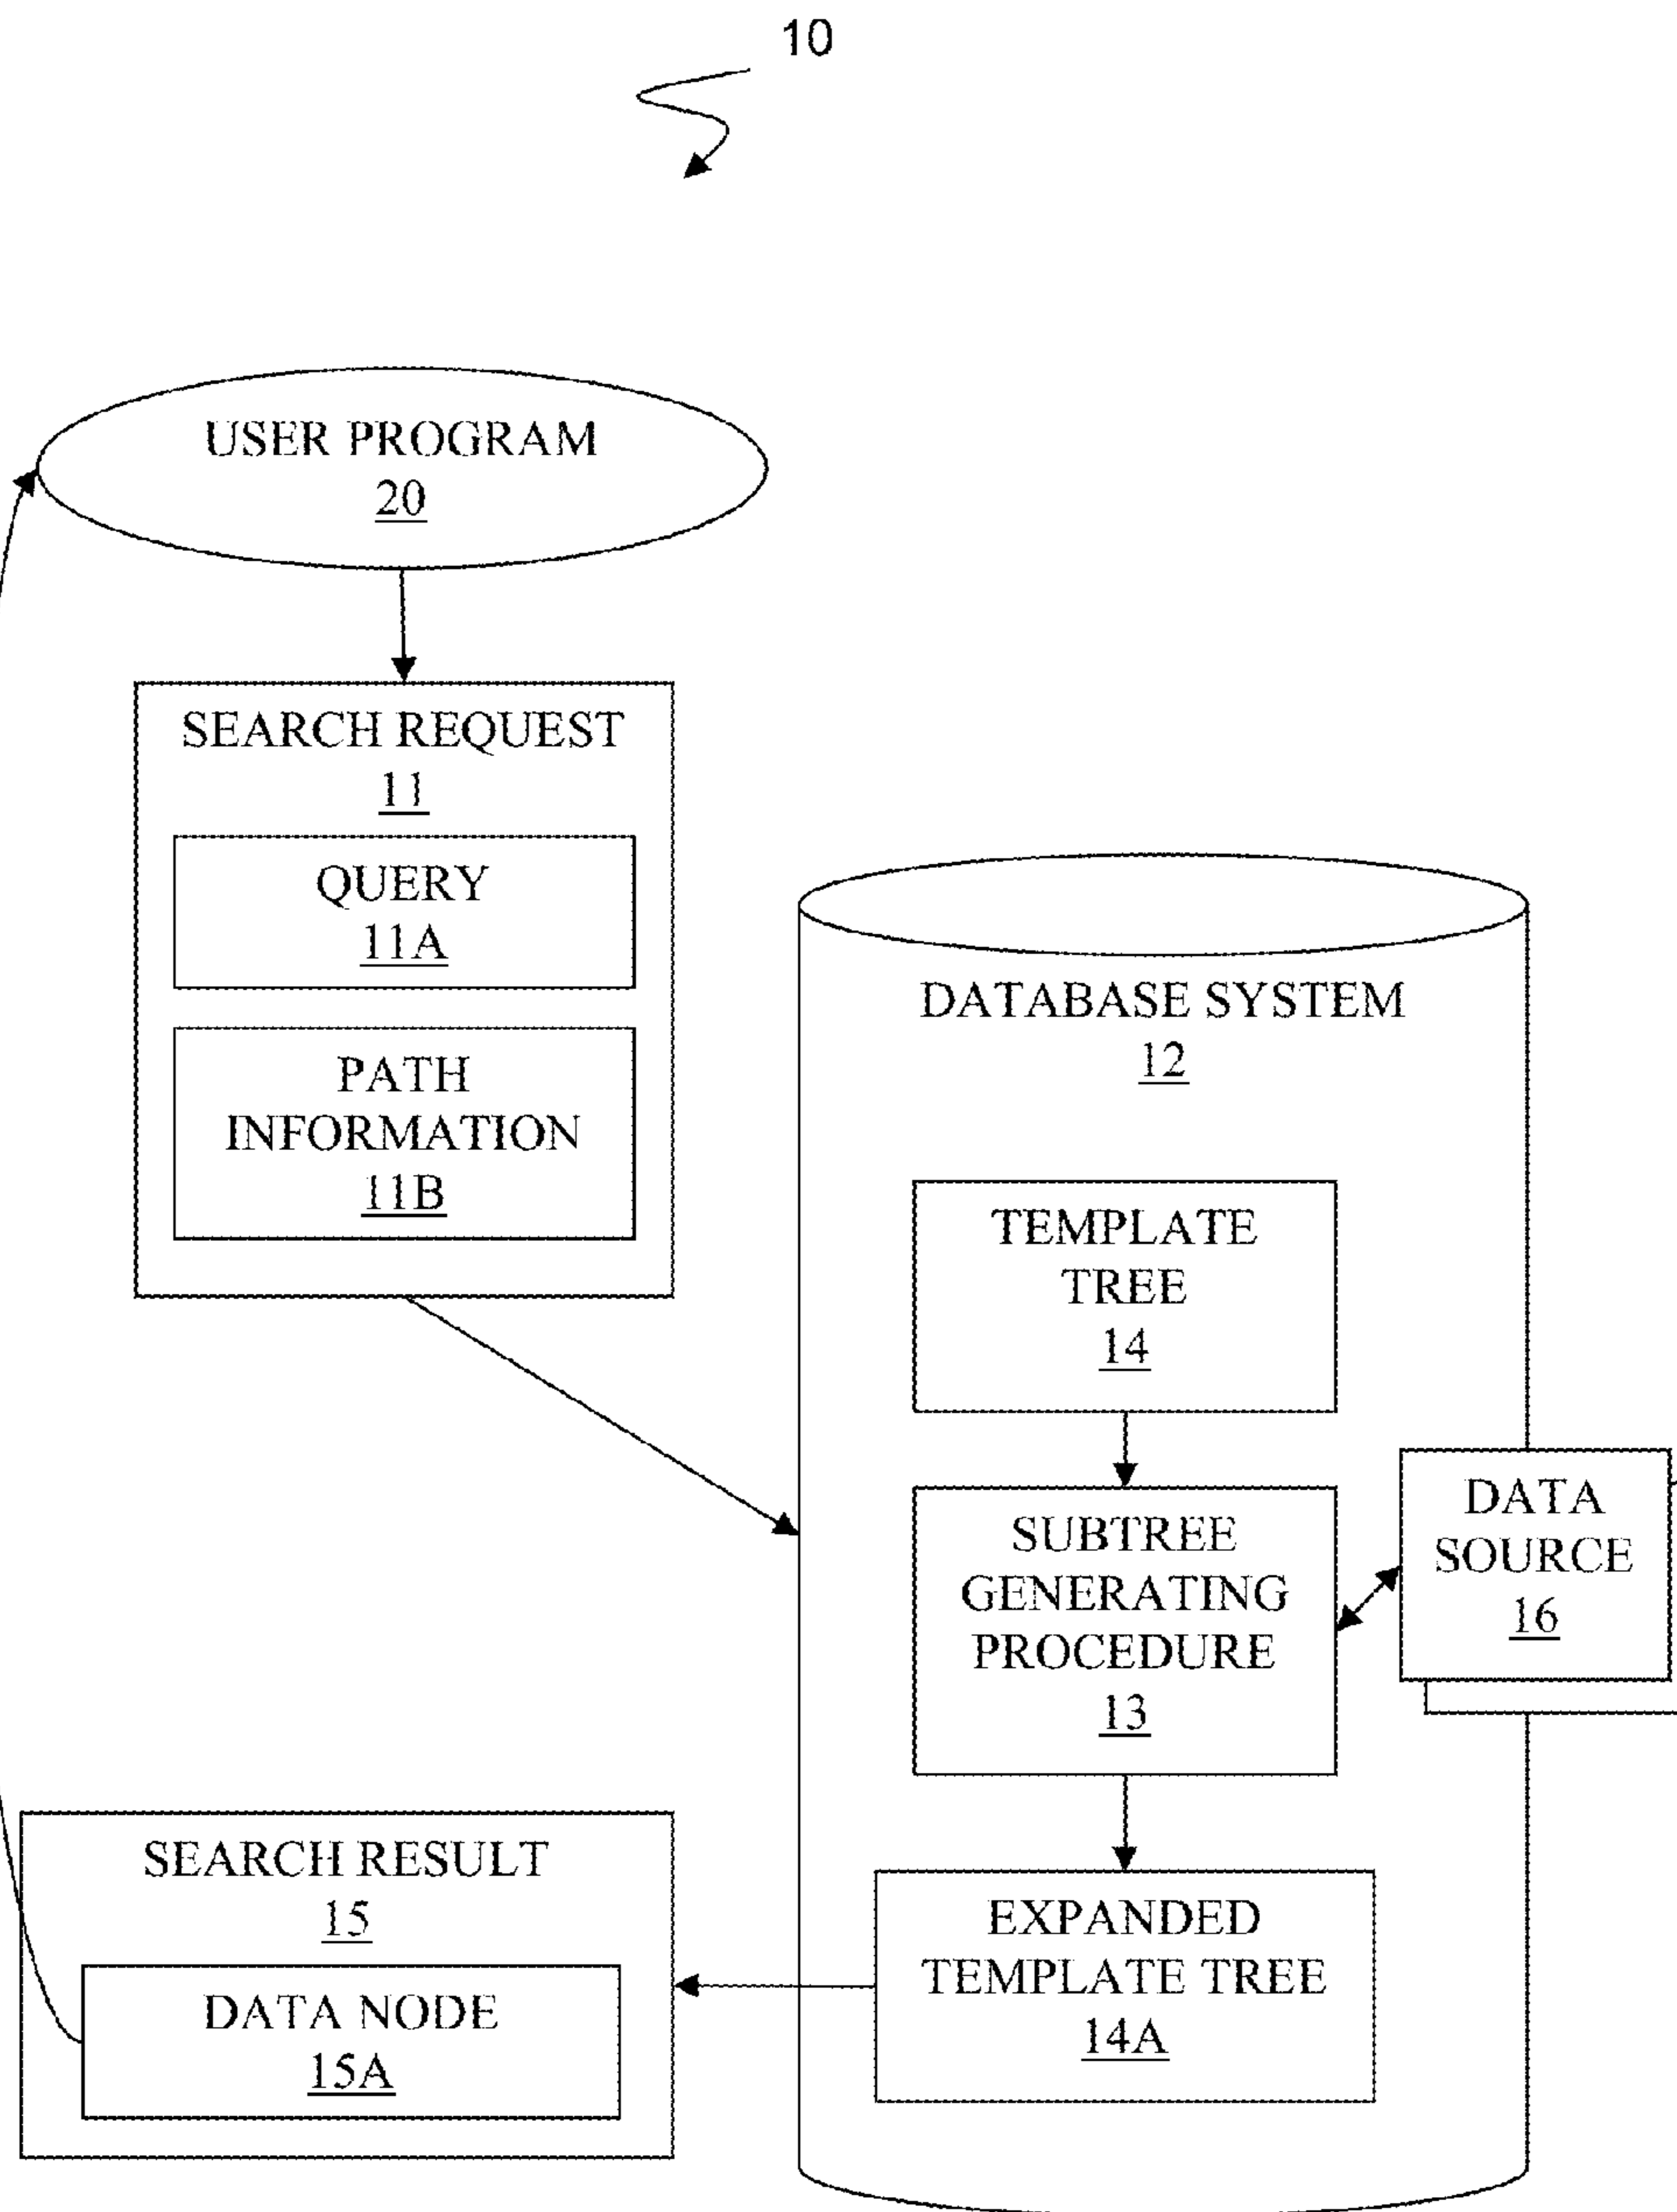 10
USER PROGRAM
20
SEARCH REQUEST
11
QUERY
11A
PATH
INFORMATION
11B
DATABASE SYSTEM
12
TEMPLATE
TREE
14
SUBTREE
GENERATING
PROCEDURE
13
DATA
SOURCE
16
EXPANDED
TEMPLATE TREE
14A
SEARCH RESULT
15
DATA NODE
15A